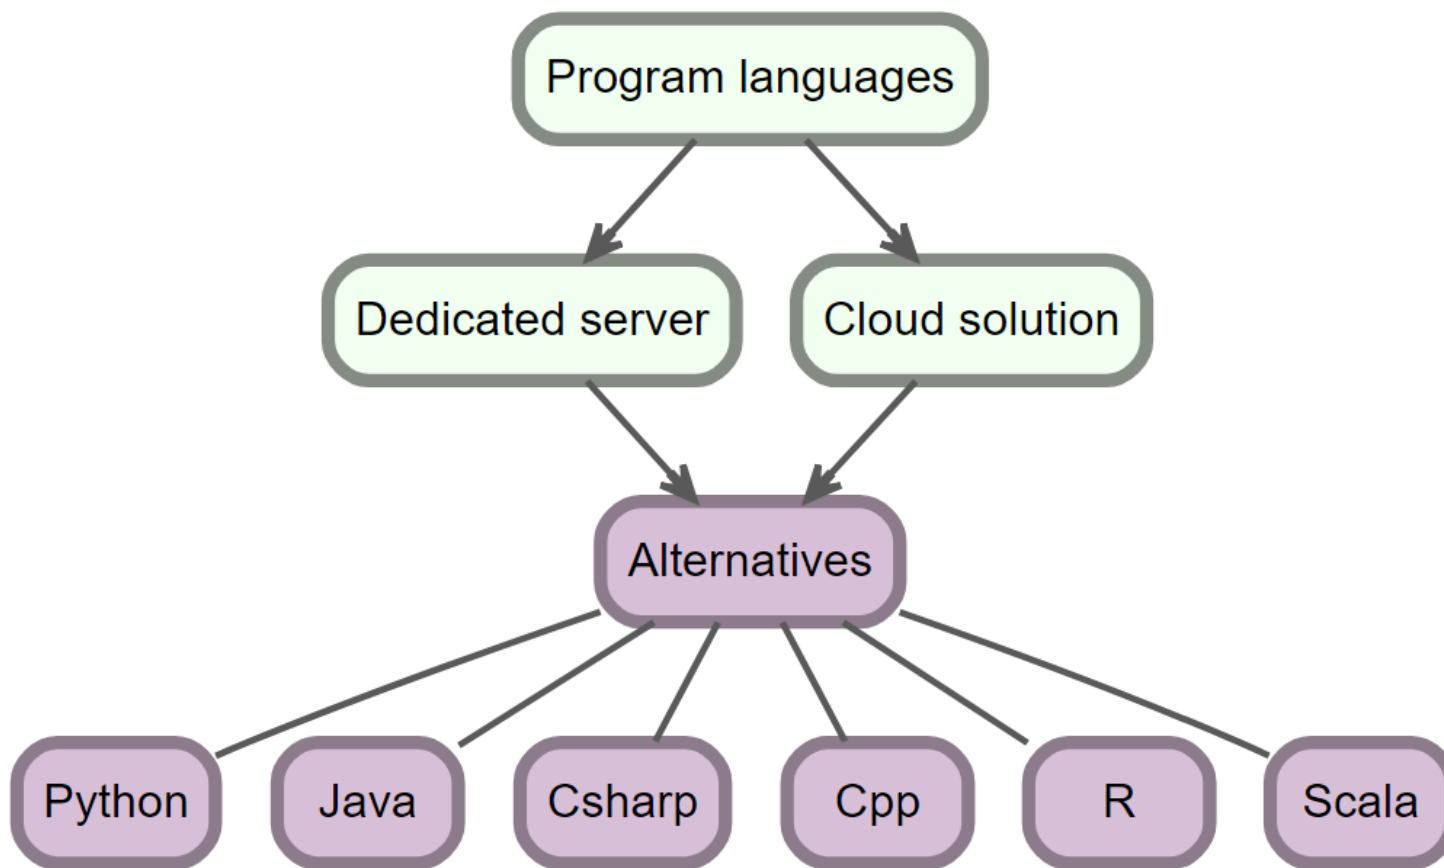 Program languages
Dedicated server
Cloud solution
Alternatives
Python
Java
Csharp
Cpp
R
Scala